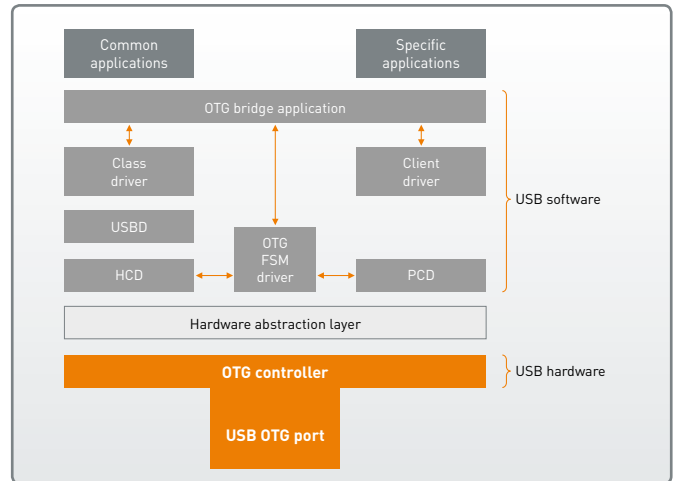 Common
applications
Specific
applications
OTG bridge application
Class
driver
Client
driver
USB software
USBD
OTG
FSM
driver
HCD
PCD
Hardware abstraction layer
OTG controller
USB hardware
USB OTG port